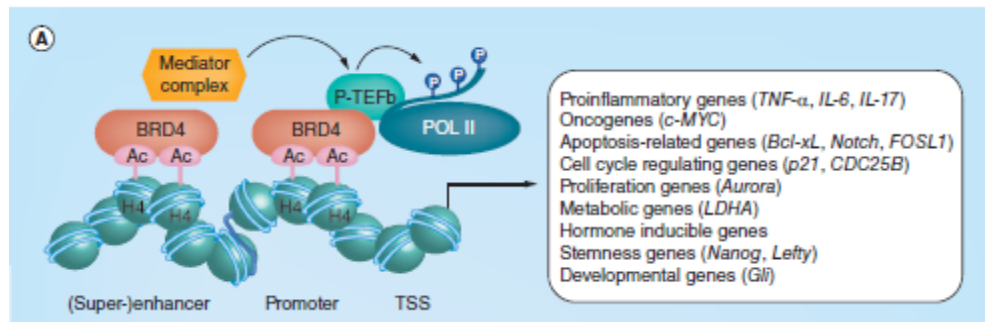 A
Mediator
complex
P-TEFb
P P P
BRD4
BRD4
POL II
Ac Ac
Ac Ac
H4 H4
H4 H4
(Super-)enhancer
Promoter
TSS
Proinflammatory genes (TNF-α, IL-6, IL-17)
Oncogenes (c-MYC)
Apoptosis-related genes (Bcl-xL, Notch, FOSL1)
Cell cycle regulating genes (p21, CDC25B)
Proliferation genes (Aurora)
Metabolic genes (LDHA)
Hormone inducible genes
Stemness genes (Nanog, Lefty)
Developmental genes (Gli)